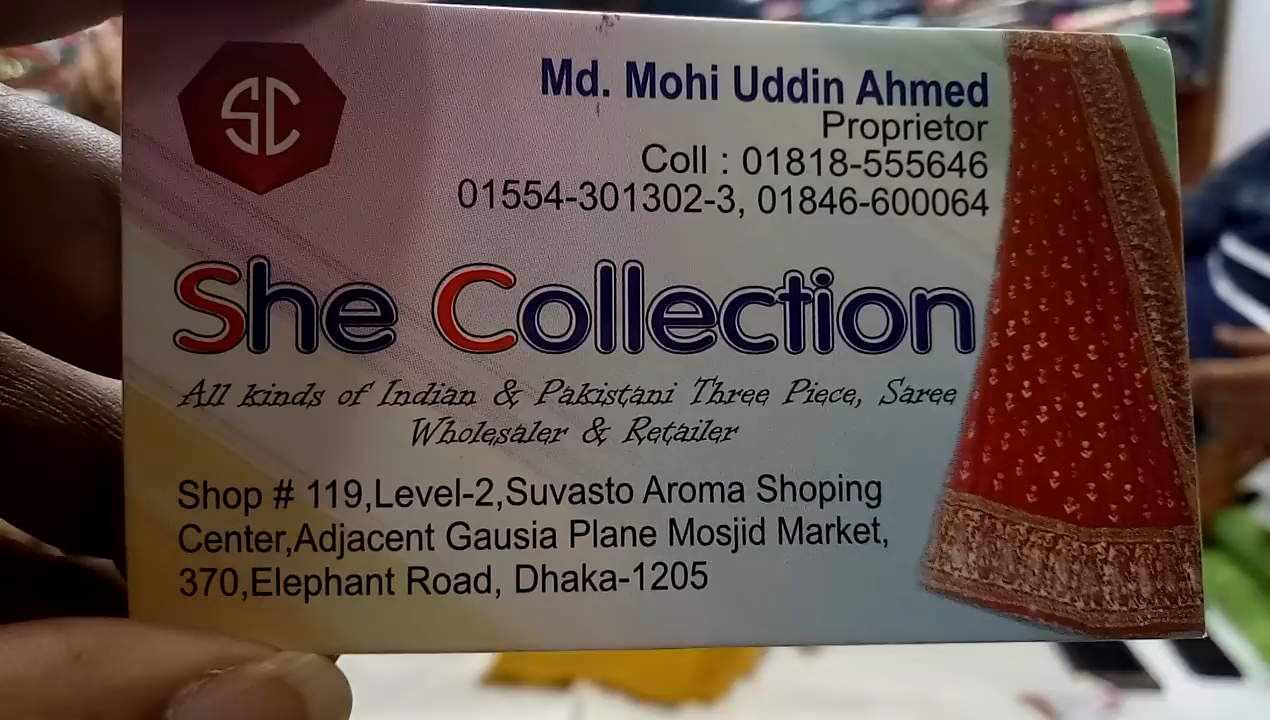 SC
Md. Mohi Uddin Ahmed
Proprietor
Coll : 01818-555646
01554-301302-3, 01846-600064
She Collection
All kinds of Indian & Pakistani Three Piece, Saree
Wholesaler & Retailer
Shop # 119,Level-2,Suvasto Aroma Shoping
Center,Adjacent Gausia Plane Mosjid Market,
370,Elephant Road, Dhaka-1205